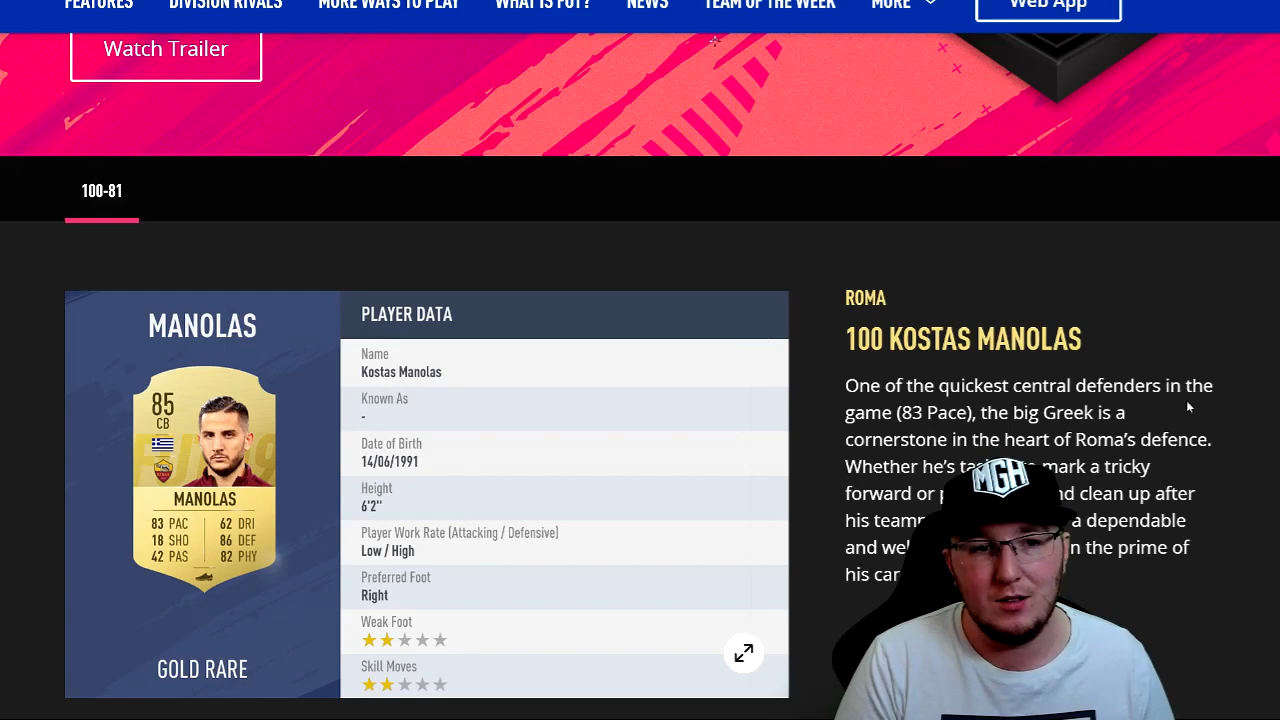 FEATURES DIVISION RIVALS MORE WAYS TO PLAY WHAT IS FUT? NEWS TEAM OF THE WEEK MORE Web App
Watch Trailer
100-81
MANOLAS
85
CB
MANOLAS
83 PAC 62 DRI
18 SHO 86 DEF
42 PAS 82 PHY
GOLD RARE
PLAYER DATA
Name
Kostas Manolas
Known As
-
Date of Birth
14/06/1991
Height
6'2"
Player Work Rate (Attacking / Defensive)
Low / High
Preferred Foot
Right
Weak Foot
Skill Moves
ROMA
100 KOSTAS MANOLAS
One of the quickest central defenders in the
game (83 Pace), the big Greek is a
cornerstone in the heart of Roma's defence.
Whether he's mark a tricky
forward or clean up after
his a dependable
and in the prime of
his
MGH